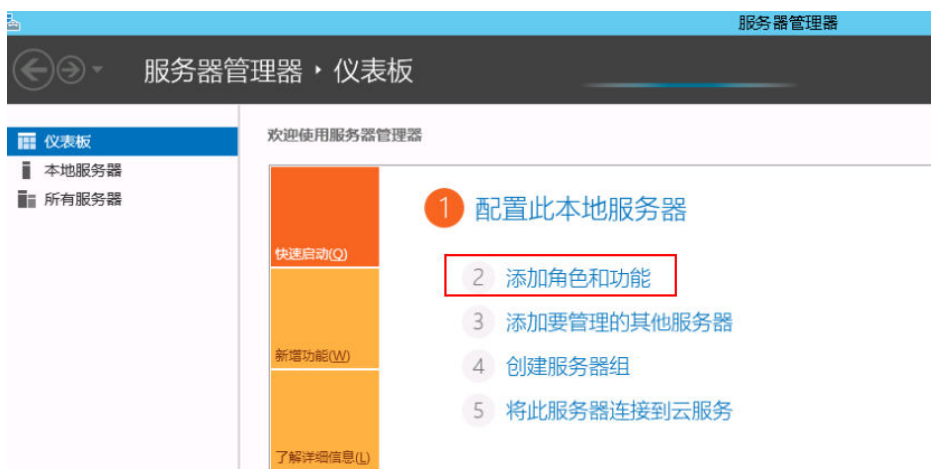 服务器管理器
服务器管理器 ‣ 仪表板
仪表板
本地服务器
所有服务器
欢迎使用服务器管理器
快速启动(Q)
新增功能(W)
了解详细信息(L)
1 配置此本地服务器
2 添加角色和功能
3 添加要管理的其他服务器
4 创建服务器组
5 将此服务器连接到云服务